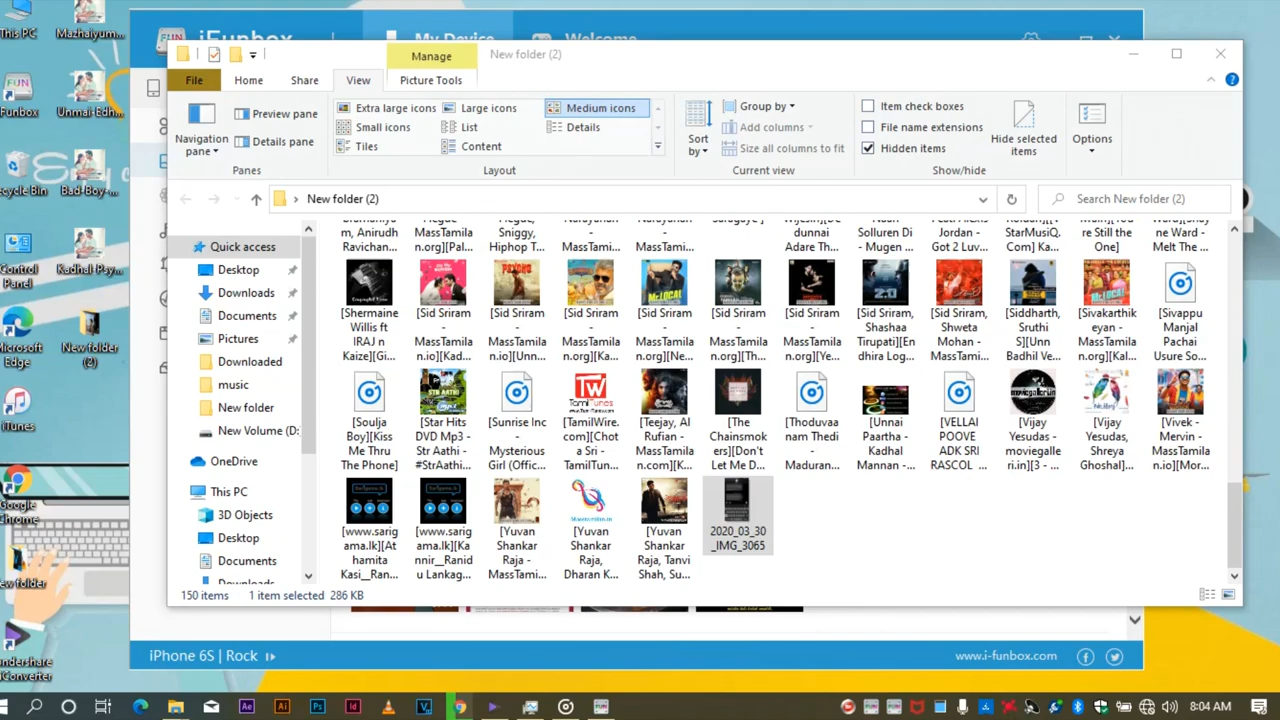 This PC
Mazhaiyum...
iFunbox
My Device
Welcome
Manage
New folder (2)
File
Home
Share
View
Picture Tools
Navigation
pane
Preview pane
Details pane
Panes
Extra large icons
Large icons
Medium icons
Small icons
List
Details
Tiles
Content
Layout
Sort
by
Group by
Add columns
Size all columns to fit
Current view
Item check boxes
File name extensions
Hidden items
Hide selected
items
Show/hide
Options
New folder (2)
Search New folder (2)
Funbox
Unmai-Edh...
ecycle Bin
Bad-Boy-...
Control
Panel
Kadhal-Psy...
Microsoft
Edge
New folder
(2)
iTunes
Google
Chrome
New folder
ondershare
iConverter
Quick access
Desktop
Downloads
Documents
Pictures
Downloaded
music
New folder
New Volume (D:
OneDrive
This PC
3D Objects
Desktop
Documents
Downloads
m, Anirudh
Ravichan...
Sniggy,
Hiphop T...
MassTamila
n.org][Pal...
MassTami...
MassTami...
Wijesin][De
dunnai
Adare Th...
Naan
Solluren Di
- Mugen ...
Jordan -
Got 2 Luv...
StarMusiQ.
Com] Ka...
re Still the
One]
ne Ward -
Melt The ...
[Shermaine
Willis ft
IRAJ n
Kaize][Gi...
[Sid Sriram
-
MassTamila
n.io][Kad...
[Sid Sriram
-
MassTamila
n.io][Unn...
[Sid Sriram
-
MassTamila
n.org][Ka...
[Sid Sriram
-
MassTamila
n.org][Ne...
[Sid Sriram
-
MassTamila
n.org][Th...
[Sid Sriram
-
MassTamila
n.org][Ye...
[Sid Sriram,
Shashaa
Tirupati][En
dhira Log...
[Sid Sriram,
Shweta
Mohan -
MassTami...
[Siddharth,
Sruthi
S][Unn
Badhil Ve...
[Sivakarthik
eyan -
MassTamila
n.org][Kal...
[Sivappu
Manjal
Pachai
Usure So...
[Soulja
Boy][Kiss
Me Thru
The Phone]
[Star Hits
DVD Mp3 -
Str Aathi -
#StrAathi...
[Sunrise Inc
-
Mysterious
Girl (Offic...
[TamilWire.
com][Chot
a Sri -
TamilTun...
[Teejay, Al
Rufian -
MassTamila
n.com][K...
[The
Chainsmok
ers][Don't
Let Me D...
[Thoduvaa
nam Thedi
-
Maduran...
[Unnai
Paartha -
Kadhal
Mannan -...
[VELLAI
POOVE
ADK SRI
RASCOL ...
[Vijay
Yesudas -
moviegalle
ri.in][3 - ...
[Vijay
Yesudas,
Shreya
Ghoshal]...
[Vivek -
Mervin -
MassTamila
n.io][Mor...
[www.sarig
ama.lk][At
hamita
Kasi__Ran...
[www.sarig
ama.lk][Ka
nnir__Rani
du Lankag...
[Yuvan
Shankar
Raja -
MassTami...
[Yuvan
Shankar
Raja,
Dharan K...
[Yuvan
Shankar
Raja, Tanvi
Shah, Su...
2020_03_30
_IMG_3065
150 items
1 item selected 286 KB
iPhone 6S | Rock
www.i-funbox.com
8:04 AM